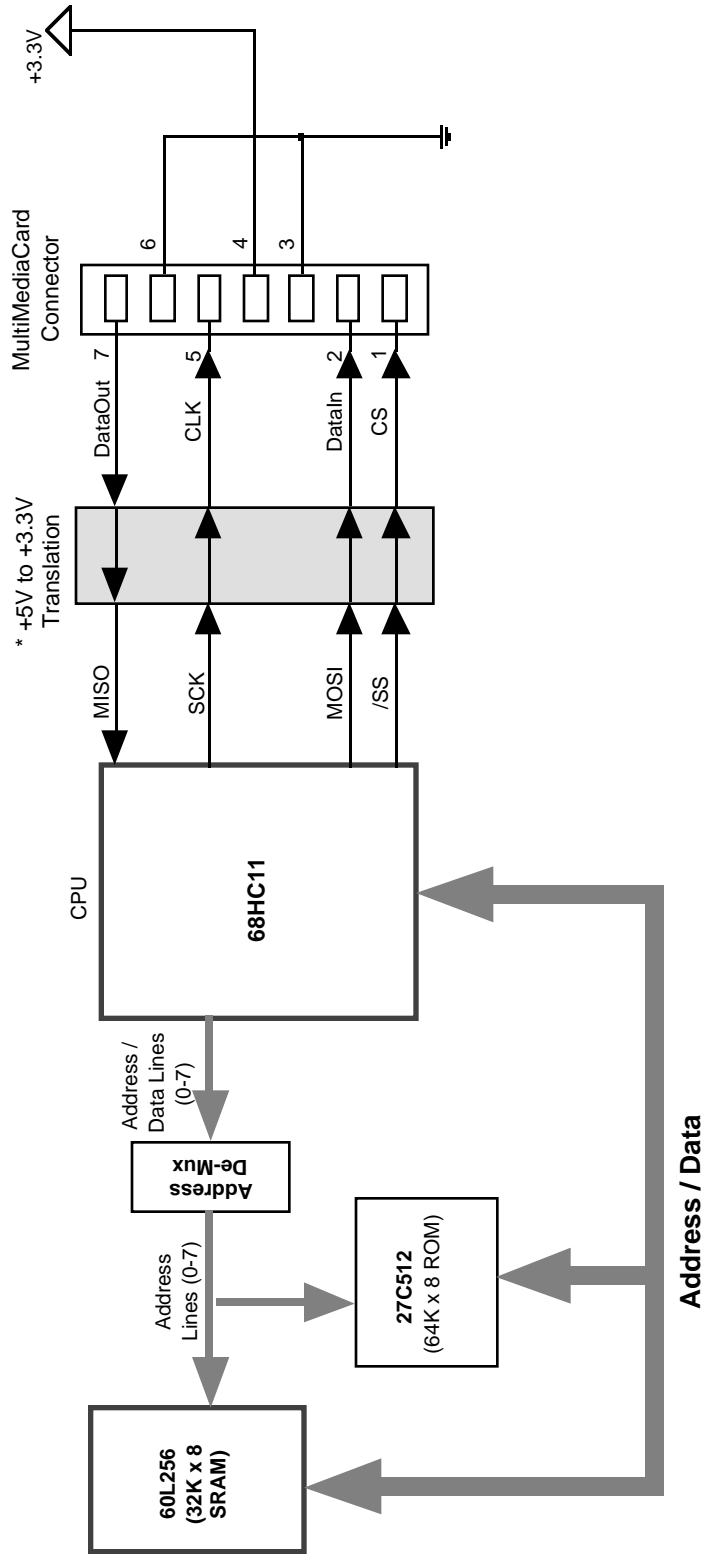 60L256
(32K x 8
SRAM)
Address
Lines (0-7)
27C512
(64K x 8 ROM)
Address
De-Mux
Address /
Data Lines
(0-7)
CPU
68HC11
Address / Data
MISO
SCK
MOSI
/SS
* +5V to +3.3V
Translation
DataOut
7
CLK
5
DataIn
2
CS
1
MultiMediaCard
Connector
6
4
3
+3.3V